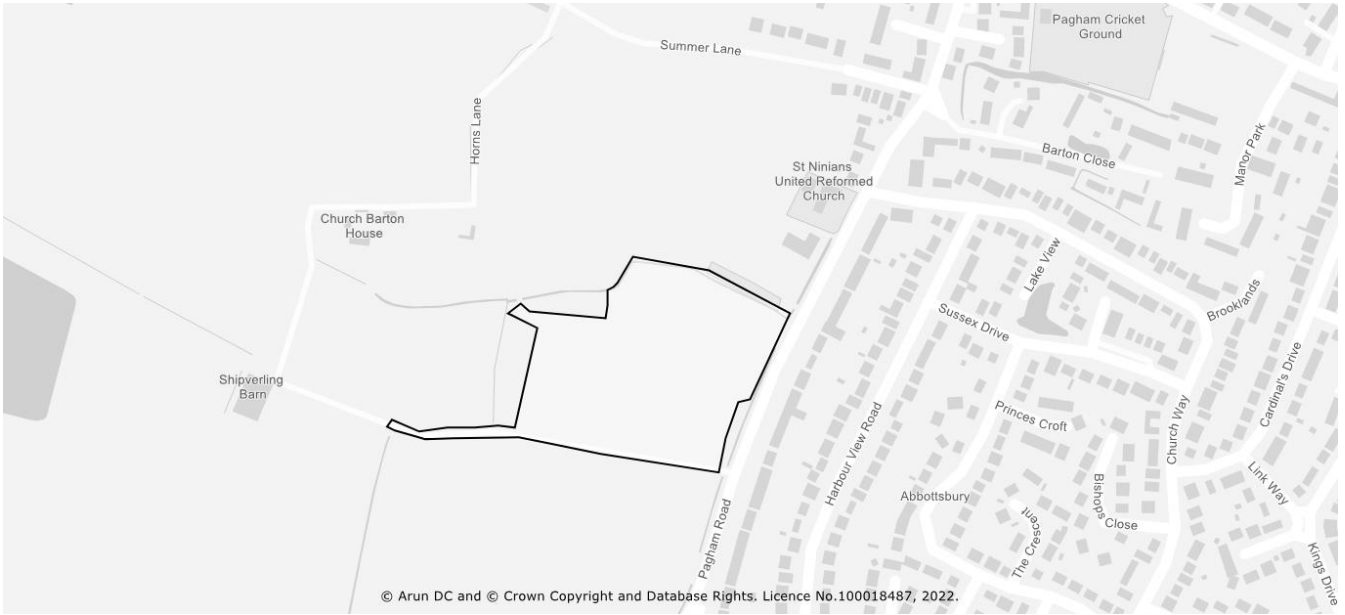 Pagham Cricket
Ground
Summer Lane
Horns Lane
Barton Close
Manor Park
St Ninians
United Reformed
Church
Church Barton
House
Lake View
Brooklands
Sussex Drive
Cardinal's Drive
Shipverling
Barn
Princes Croft
Church Way
Harbour View Road
Link Way
Abbottsbury
Bishops
Close
The Crescent
Pagham Road
Kings Drive
© Arun DC and © Crown Copyright and Database Rights. Licence No.100018487, 2022.